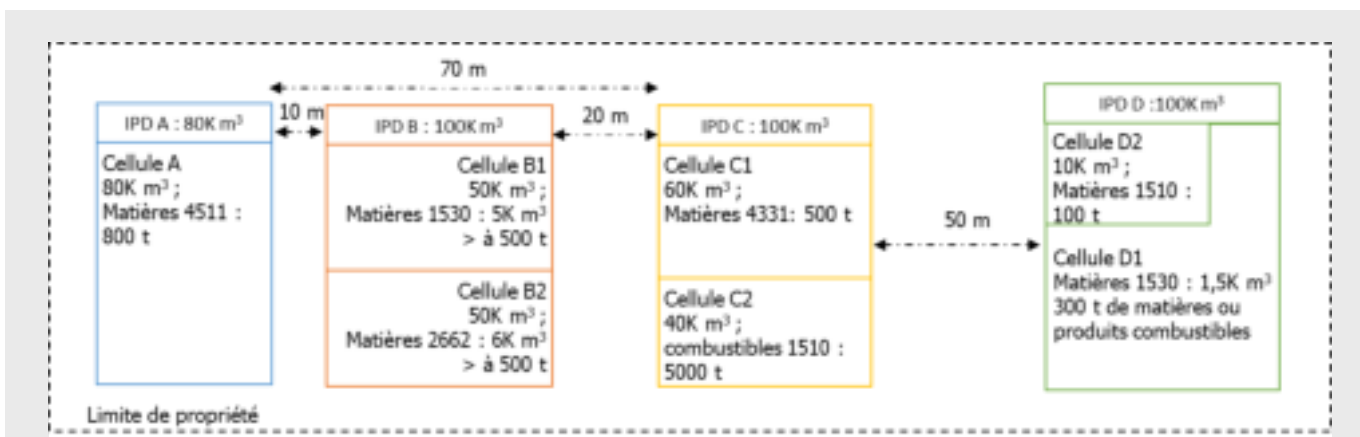 70 m
10 m
20 m
50 m
IPD A : 80K m³
Cellule A
80K m³ ;
Matières 4511 :
800 t
IPD B : 100K m³
Cellule B1
50K m³ ;
Matières 1530 : 5K m³
> à 500 t
Cellule B2
50K m³ ;
Matières 2662 : 6K m³
> à 500 t
IPD C : 100K m³
Cellule C1
60K m³ ;
Matières 4331: 500 t
Cellule C2
40K m³ ;
combustibles 1510 :
5000 t
IPD D :100K m³
Cellule D2
10K m³ ;
Matières 1510 :
100 t
Cellule D1
Matières 1530 : 1,5K m³
300 t de matières ou
produits combustibles
Limite de propriété